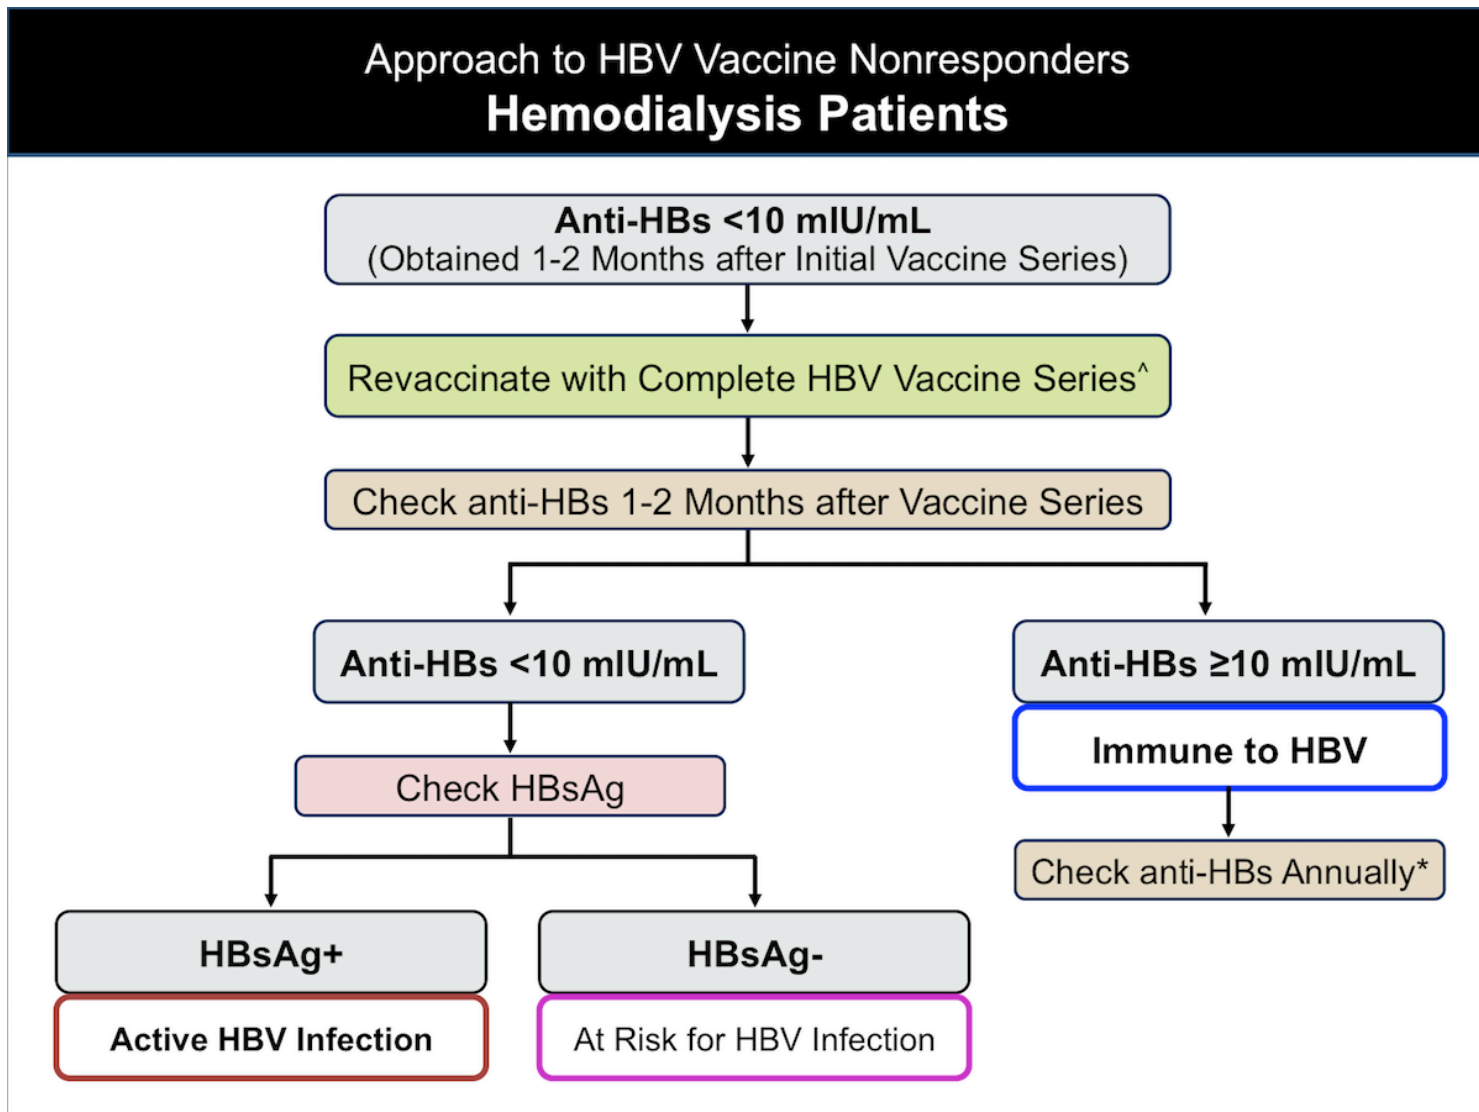 Approach to HBV Vaccine Nonresponders
Hemodialysis Patients
Anti-HBs <10 mIU/mL
(Obtained 1-2 Months after Initial Vaccine Series)
Revaccinate with Complete HBV Vaccine Series^
Check anti-HBs 1-2 Months after Vaccine Series
Anti-HBs <10 mIU/mL
Anti-HBs ≥10 mIU/mL
Immune to HBV
Check HBsAg
Check anti-HBs Annually*
HBsAg+
HBsAg-
Active HBV Infection
At Risk for HBV Infection